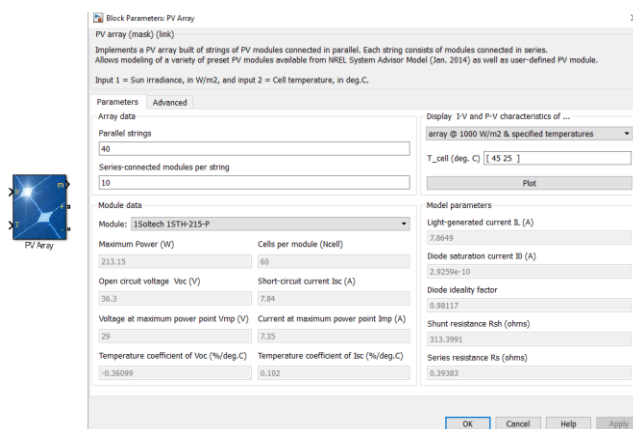 Block Parameters: PV Array
PV array (mask) (link)
Implements a PV array built of strings of PV modules connected in parallel. Each string consists of modules connected in series.
Allows modeling of a variety of preset PV modules available from NREL System Advisor Model (Jan. 2014) as well as user-defined PV module.
Input 1 = Sun irradiance, in W/m2, and input 2 = Cell temperature, in deg.C.
Parameters Advanced
Array data
Parallel strings
40
Series-connected modules per string
10
Display I-V and P-V characteristics of ...
array @ 1000 W/m2 & specified temperatures
T_cell (deg. C) [ 45 25 ]
Plot
Module data
Module: 1Soltech 1STH-215-P
Maximum Power (W) Cells per module (Ncell)
213.15 60
Open circuit voltage Voc (V) Short-circuit current Isc (A)
36.3 7.84
Voltage at maximum power point Vmp (V) Current at maximum power point Imp (A)
29 7.35
Temperature coefficient of Voc (%/deg.C) Temperature coefficient of Isc (%/deg.C)
-0.36099 0.102
Model parameters
Light-generated current IL (A)
7.8649
Diode saturation current I0 (A)
2.9259e-10
Diode ideality factor
0.98117
Shunt resistance Rsh (ohms)
313.3991
Series resistance Rs (ohms)
0.39383
OK Cancel Help Apply
m
+
-
T
PV Array